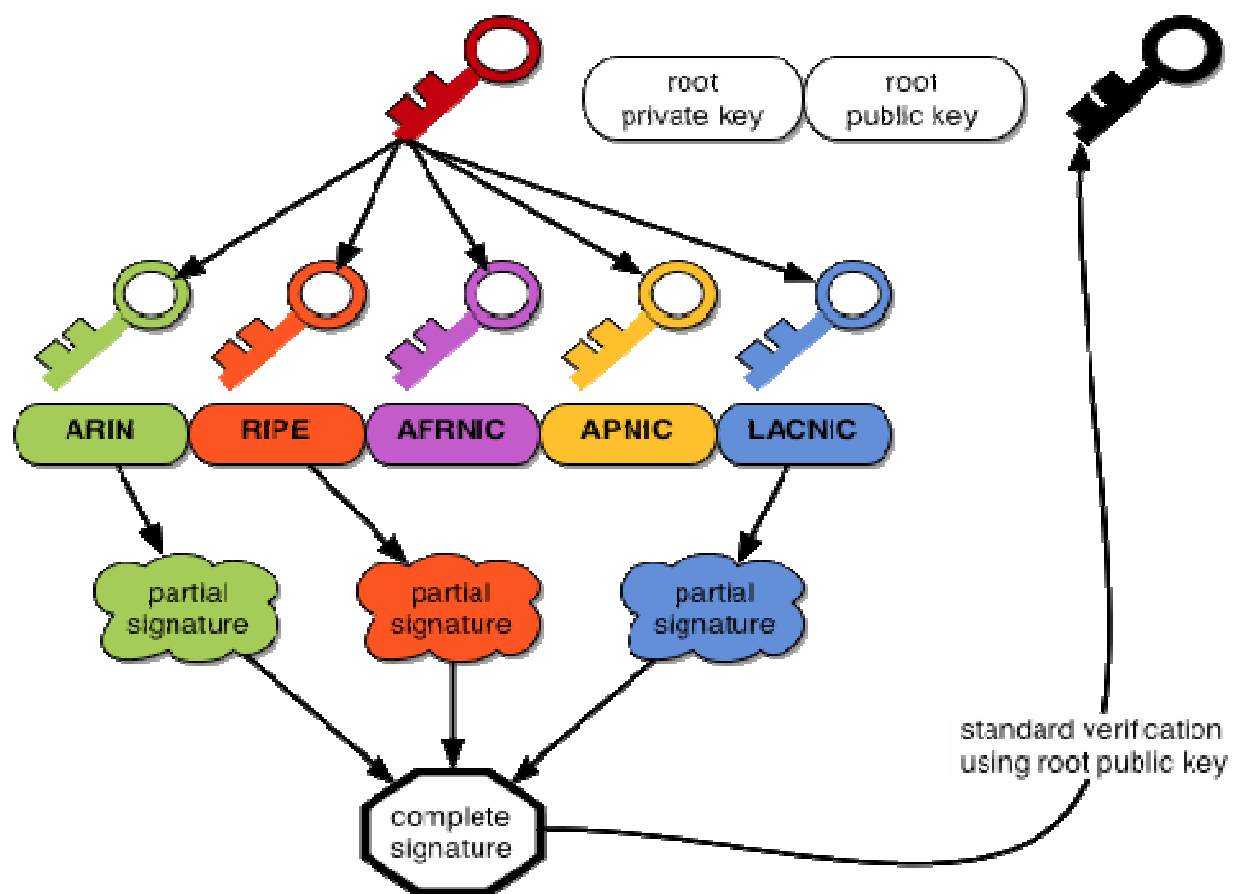 root
private key
root
public key
ARIN
RIPE
AFRNIC
APNIC
LACNIC
partial
signature
partial
signature
partial
signature
standard verification
using root public key
complete
signature